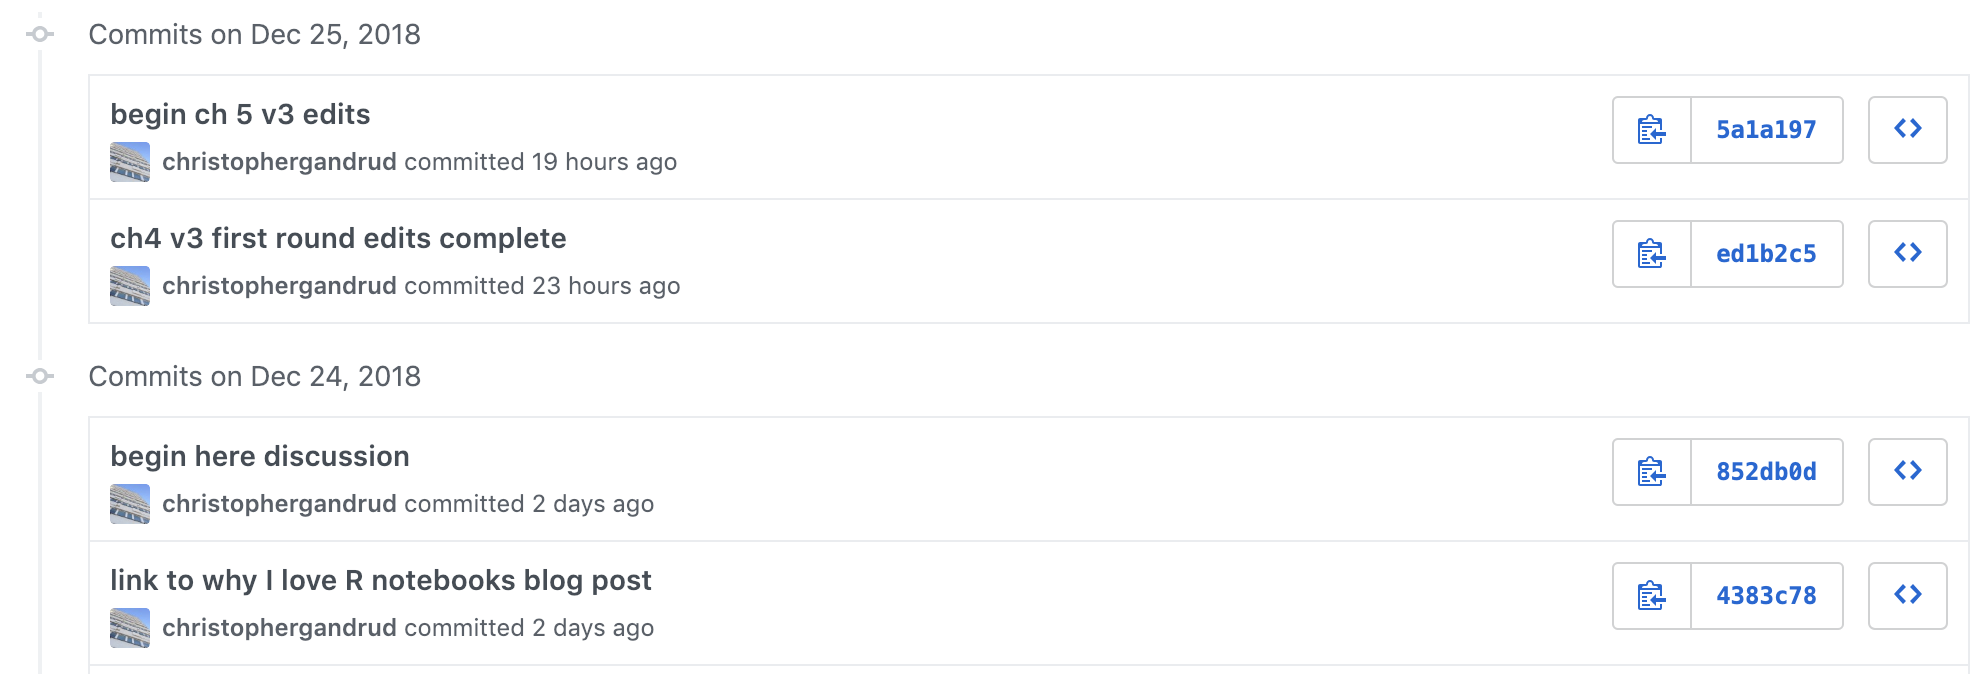 Commits on Dec 25, 2018
begin ch 5 v3 edits
christophergandrud committed 19 hours ago
5a1a197
ch4 v3 first round edits complete
christophergandrud committed 23 hours ago
ed1b2c5
Commits on Dec 24, 2018
begin here discussion
christophergandrud committed 2 days ago
852db0d
link to why I love R notebooks blog post
christophergandrud committed 2 days ago
4383c78